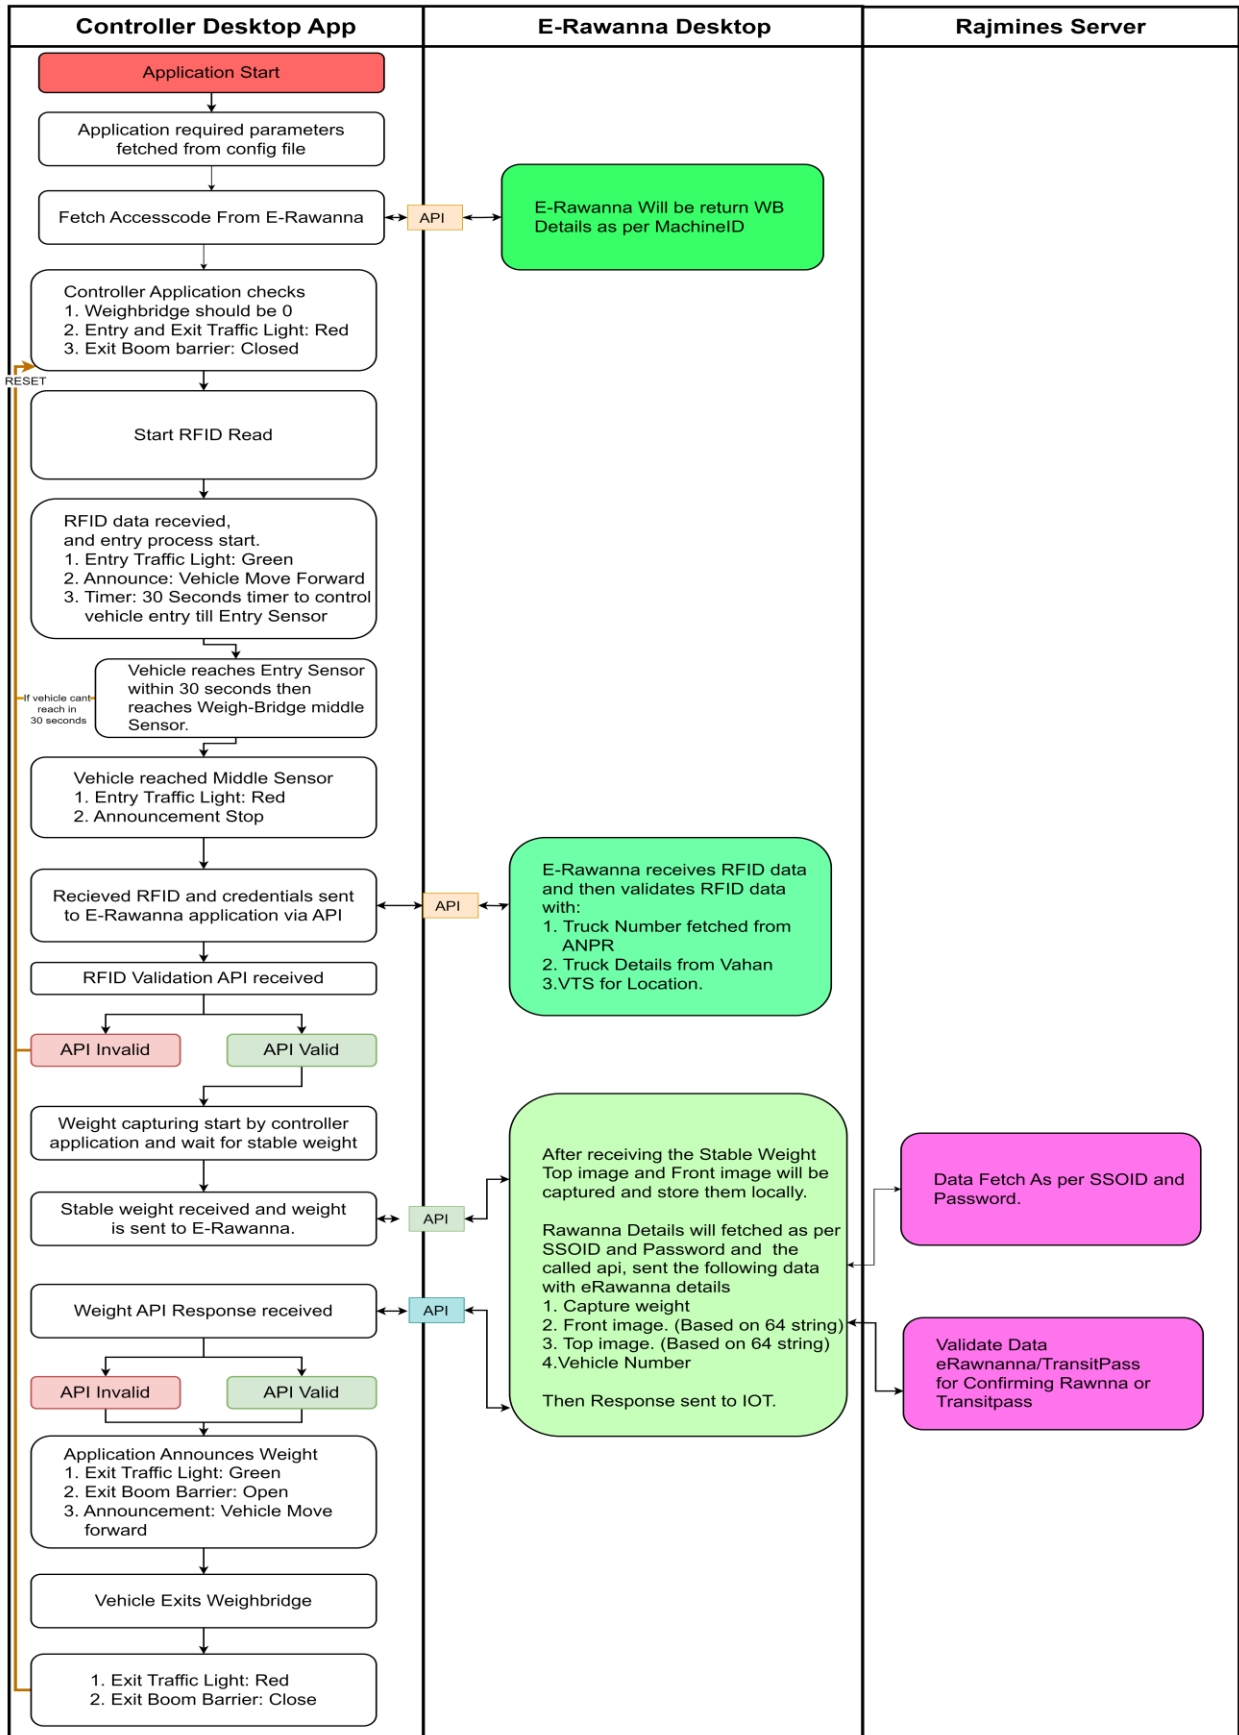 Controller Desktop App
E-Rawanna Desktop
Rajmines Server
Application Start
Application required parameters
fetched from config file
Fetch Accesscode From E-Rawanna
API
E-Rawanna Will be return WB
Details as per MachineID
Controller Application checks
1. Weighbridge should be 0
2. Entry and Exit Traffic Light: Red
3. Exit Boom barrier: Closed
RESET
Start RFID Read
RFID data recevied,
and entry process start.
1. Entry Traffic Light: Green
2. Announce: Vehicle Move Forward
3. Timer: 30 Seconds timer to control
vehicle entry till Entry Sensor
Vehicle reaches Entry Sensor
within 30 seconds then
reaches Weigh-Bridge middle
Sensor.
If vehicle cant
reach in
30 seconds
Vehicle reached Middle Sensor
1. Entry Traffic Light: Red
2. Announcement Stop
Recieved RFID and credentials sent
to E-Rawanna application via API
API
E-Rawanna receives RFID data
and then validates RFID data
with:
1. Truck Number fetched from
ANPR
2. Truck Details from Vahan
3.VTS for Location.
RFID Validation API received
API Invalid
API Valid
Weight capturing start by controller
application and wait for stable weight
Stable weight received and weight
is sent to E-Rawanna.
API
After receiving the Stable Weight
Top image and Front image will be
captured and store them locally.
Rawanna Details will fetched as per
SSOID and Password and the
called api, sent the following data
with eRawanna details
1. Capture weight
2. Front image. (Based on 64 string)
3. Top image. (Based on 64 string)
4.Vehicle Number
Then Response sent to IOT.
Data Fetch As per SSOID and
Password.
Weight API Response received
API
Validate Data
eRawnanna/TransitPass
for Confirming Rawnna or
Transitpass
API Invalid
API Valid
Application Announces Weight
1. Exit Traffic Light: Green
2. Exit Boom Barrier: Open
3. Announcement: Vehicle Move
forward
Vehicle Exits Weighbridge
1. Exit Traffic Light: Red
2. Exit Boom Barrier: Close